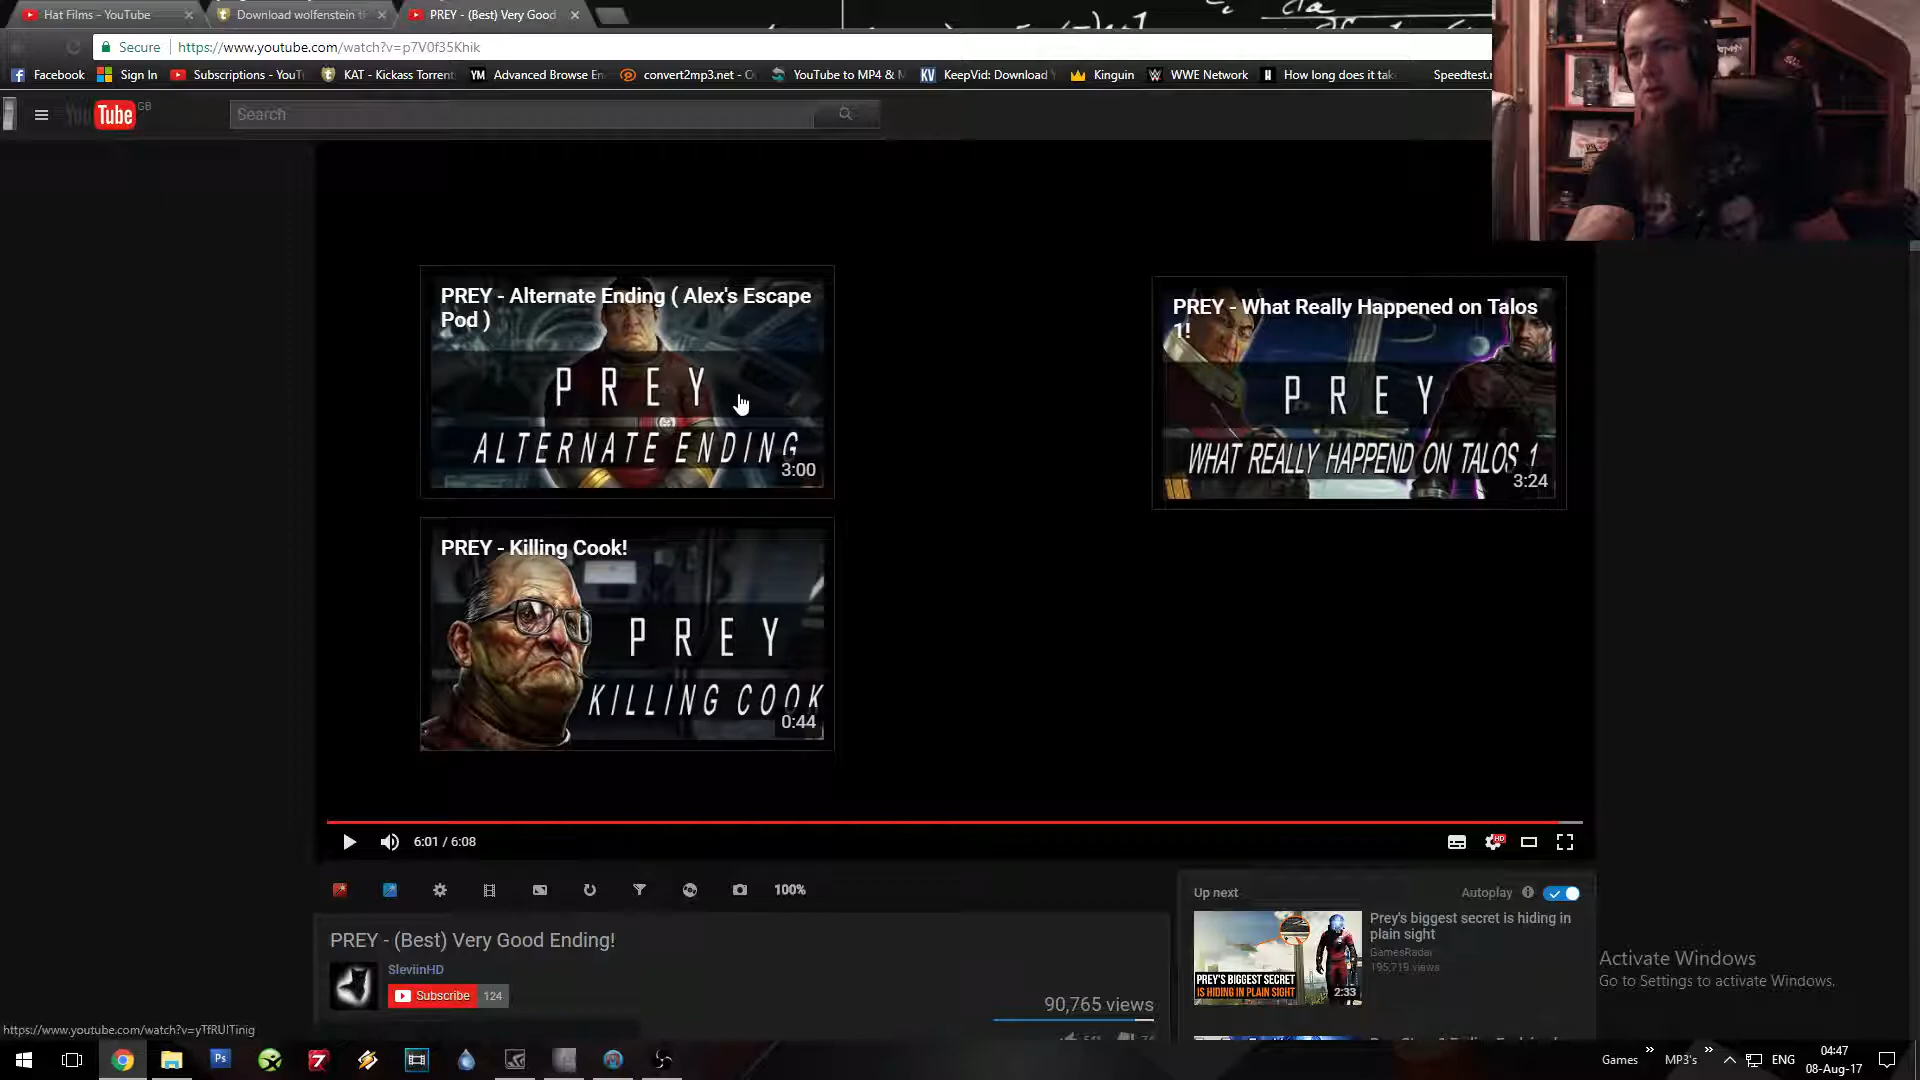 Hat Films - YouTube
Download wolfenstein t
PREY - (Best) Very Good
Secure
https://www.youtube.com/watch?v=p7V0f35Khik
Facebook
Sign In
Subscriptions - YouT
KAT - Kickass Torrent
YM
Advanced Browse En
convert2mp3.net - O
YouTube to MP4 & M
KV
KeepVid: Download
Kinguin
WWE Network
How long does it tak
Speedtest.n
You Tube
GB
Search
PREY - Alternate Ending ( Alex's Escape
Pod )
PREY
ALTERNATE ENDING
3:00
PREY - What Really Happened on Talos
1!
PREY
WHAT REALLY HAPPEND ON TALOS 1
3:24
PREY - Killing Cook!
PREY
KILLING COOK
0:44
6:01 / 6:08
HD
100%
PREY - (Best) Very Good Ending!
SleviinHD
Subscribe
124
90,765 views
Up next
Autoplay
Prey's biggest secret is hiding in
plain sight
GamesRadar
195,719 views
PREY'S BIGGEST SECRET
IS HIDING IN PLAIN SIGHT
2:33
Activate Windows
Go to Settings to activate Windows.
https://www.youtube.com/watch?v=yTfRUITinig
Ps
7
Games
MP3's
ENG
04:47
08-Aug-17